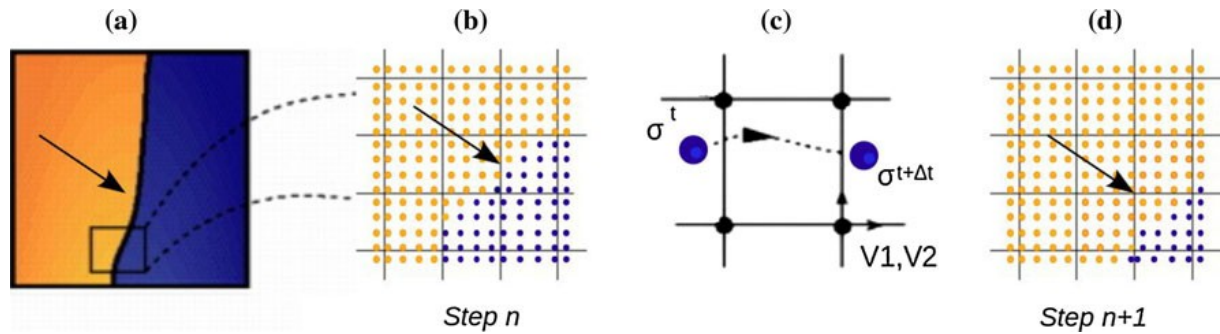 (a)
(b)
(c)
(d)
σ t
σ t+Δt
V1,V2
Step n
Step n+1